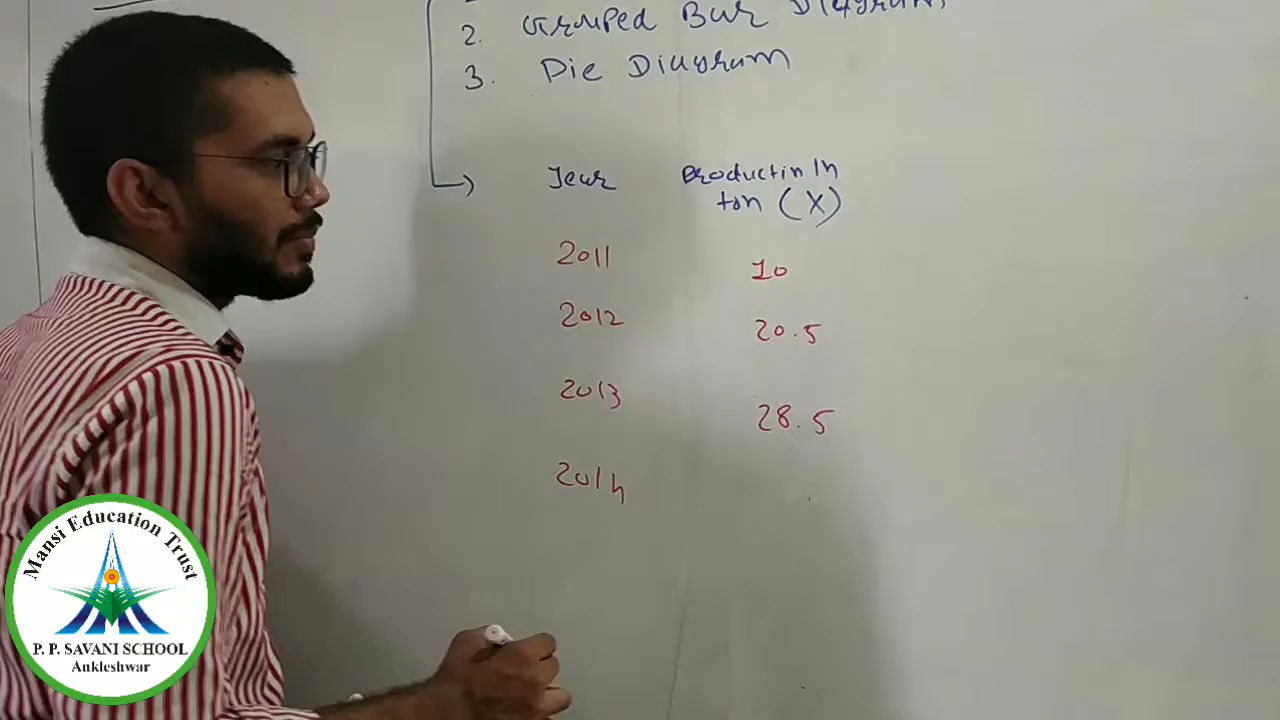 2. Grouped Bar Diagram,
3. Pie Diagram
Year Productin In
ton (X)
2011 10
2012 20.5
2013 28.5
2014
Mansi Education Trust
P. P. SAVANI SCHOOL
Ankleshwar